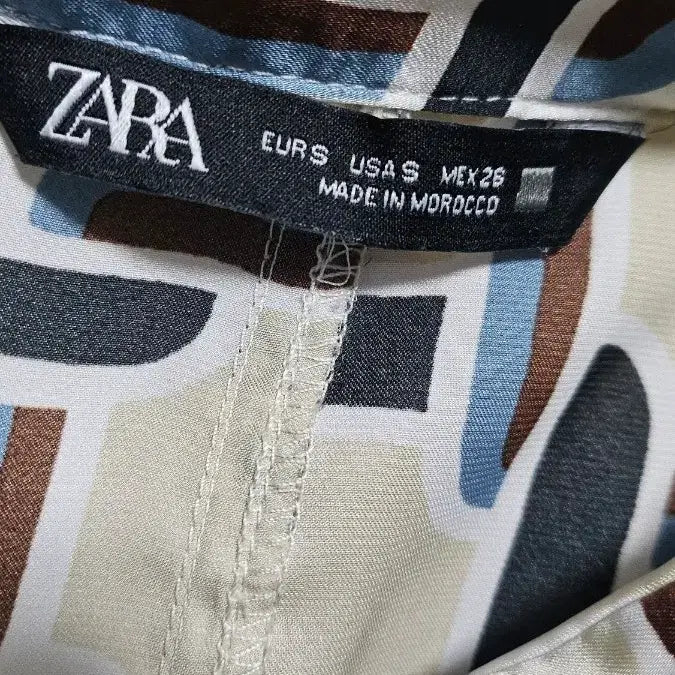 ZARA
EUR S USA S MEX 26
MADE IN MOROCCO